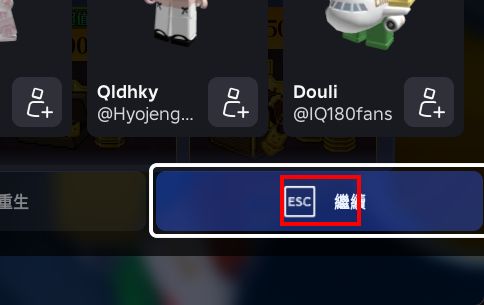 Qldhky
@Hyojeng...
Douli
@IQ180fans
重生
ESC 繼續